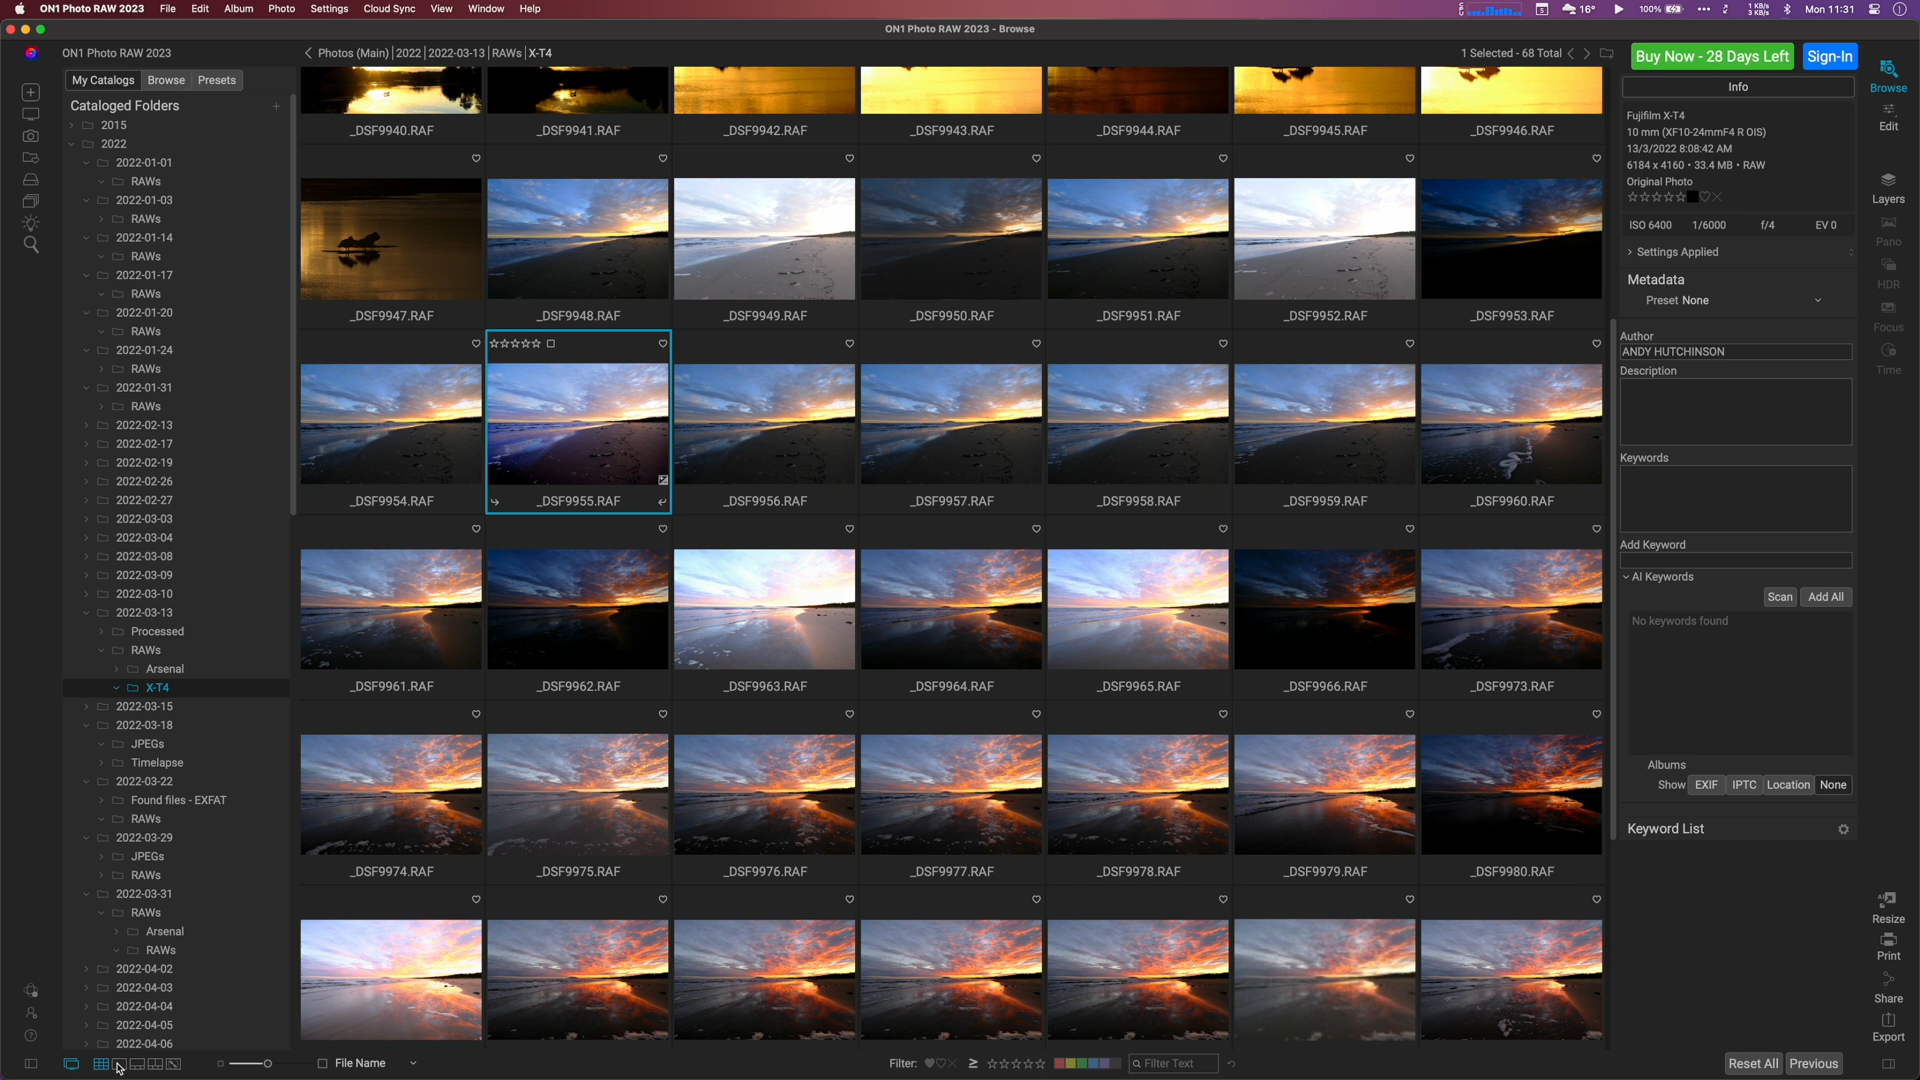 ON1 Photo RAW 2023 File Edit Album Photo Settings Cloud Sync View Window Help
16° 100% 1 KB/s 3 KB/s Mon 11:31
ON1 Photo RAW 2023 - Browse
ON1 Photo RAW 2023
Photos (Main) 2022 2022-03-13 RAWs X-T4
1 Selected - 68 Total
Buy Now - 28 Days Left
Sign-In
My Catalogs Browse Presets
Cataloged Folders
2015
2022
2022-01-01
RAWs
2022-01-03
RAWs
2022-01-14
RAWs
2022-01-17
RAWs
2022-01-20
RAWs
2022-01-24
RAWs
2022-01-31
RAWs
2022-02-13
2022-02-17
2022-02-19
2022-02-26
2022-02-27
2022-03-03
2022-03-04
2022-03-08
2022-03-09
2022-03-10
2022-03-13
Processed
RAWs
Arsenal
X-T4
2022-03-15
2022-03-18
JPEGs
Timelapse
2022-03-22
Found files - EXFAT
RAWs
2022-03-29
JPEGs
RAWs
2022-03-31
RAWs
Arsenal
RAWs
2022-04-02
2022-04-03
2022-04-04
2022-04-05
2022-04-06
_DSF9940.RAF _DSF9941.RAF _DSF9942.RAF _DSF9943.RAF _DSF9944.RAF _DSF9945.RAF _DSF9946.RAF
_DSF9947.RAF _DSF9948.RAF _DSF9949.RAF _DSF9950.RAF _DSF9951.RAF _DSF9952.RAF _DSF9953.RAF
_DSF9954.RAF _DSF9955.RAF _DSF9956.RAF _DSF9957.RAF _DSF9958.RAF _DSF9959.RAF _DSF9960.RAF
_DSF9961.RAF _DSF9962.RAF _DSF9963.RAF _DSF9964.RAF _DSF9965.RAF _DSF9966.RAF _DSF9973.RAF
_DSF9974.RAF _DSF9975.RAF _DSF9976.RAF _DSF9977.RAF _DSF9978.RAF _DSF9979.RAF _DSF9980.RAF
File Name
Filter:
Filter Text
Info
Fujifilm X-T4
10 mm (XF10-24mmF4 R OIS)
13/3/2022 8:08:42 AM
6184 x 4160 • 33.4 MB • RAW
Original Photo
ISO 6400 1/6000 f/4 EV 0
Settings Applied
Metadata
Preset None
Author
ANDY HUTCHINSON
Description
Keywords
Add Keyword
AI Keywords
Scan Add All
No keywords found
Albums
Show EXIF IPTC Location None
Keyword List
Reset All Previous
Browse
Edit
Layers
Pano
HDR
Focus
Time
Resize
Print
Share
Export